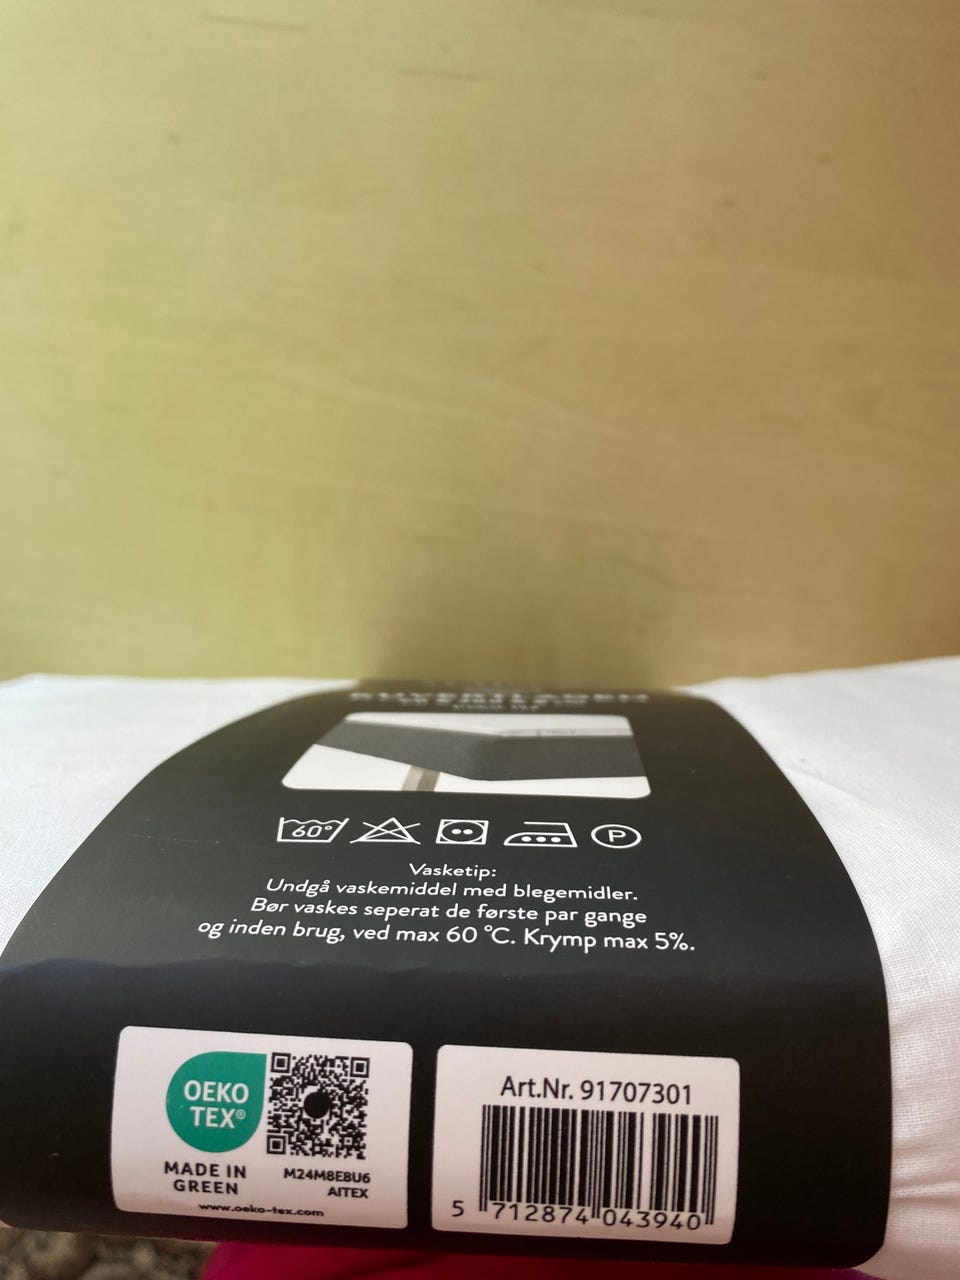 KUVERTLAGEN
60°
P
Vasketip:
Undgå vaskemiddel med blegemidler.
Bør vaskes seperat de første par gange
og inden brug, ved max 60 °C. Krymp max 5%.
OEKO
TEX®
MADE IN
GREEN
M24M8E8U6
AITEX
www.oeko-tex.com
Art.Nr. 91707301
5 712874 043940